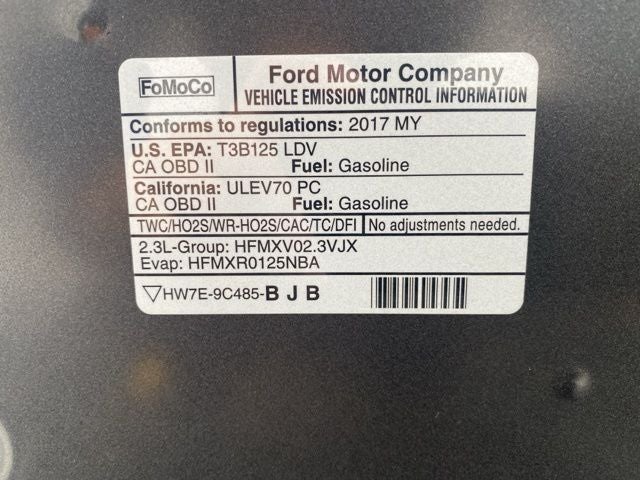 FoMoCo
Ford Motor Company
VEHICLE EMISSION CONTROL INFORMATION
Conforms to regulations: 2017 MY
U.S. EPA: T3B125 LDV
CA OBD II Fuel: Gasoline
California: ULEV70 PC
CA OBD II Fuel: Gasoline
TWC/HO2S/WR-HO2S/CAC/TC/DFI No adjustments needed.
2.3L-Group: HFMXV02.3VJX
Evap: HFMXR0125NBA
▽HW7E-9C485-B J B